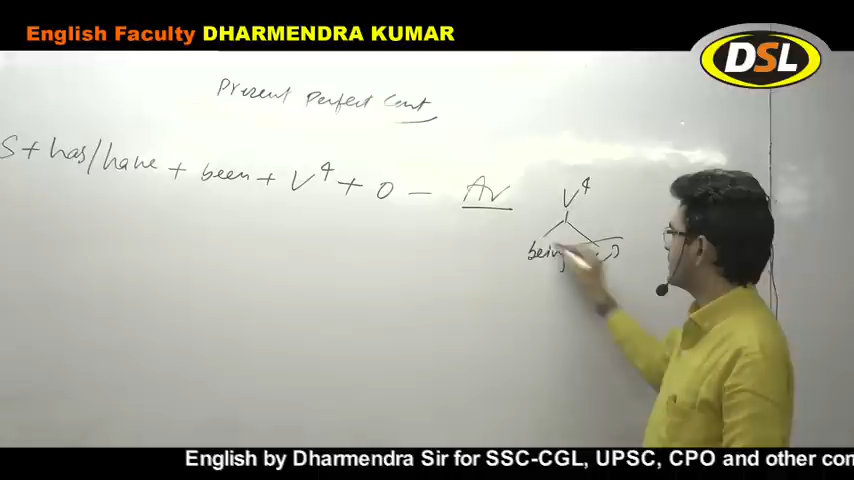 English Faculty DHARMENDRA KUMAR
DSL
Present Perfect Cont
S + has/have + been + V4 + O - AV
V4
being
English by Dharmendra Sir for SSC-CGL, UPSC, CPO and other con